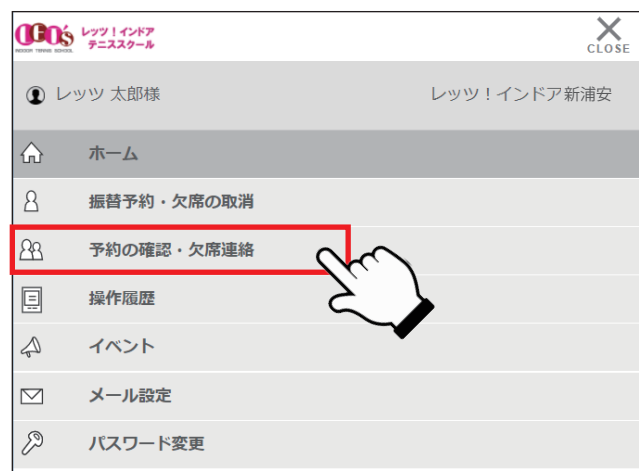 LETS レッツ！インドア
INDOOR TENNIS SCHOOL テニススクール
CLOSE
レッツ 太郎様 レッツ！インドア新浦安
ホーム
振替予約・欠席の取消
予約の確認・欠席連絡
操作履歴
イベント
メール設定
パスワード変更